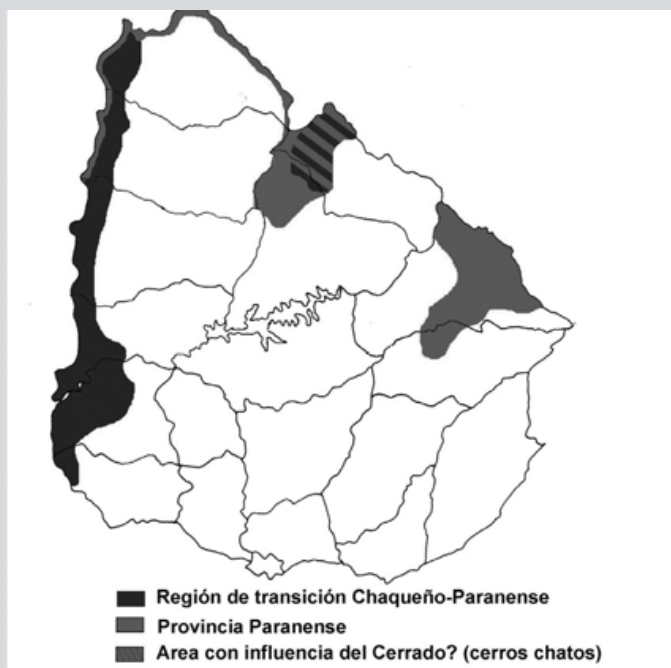 Región de transición Chaqueño-Paranense
Provincia Paranense
Area con influencia del Cerrado? (cerros chatos)